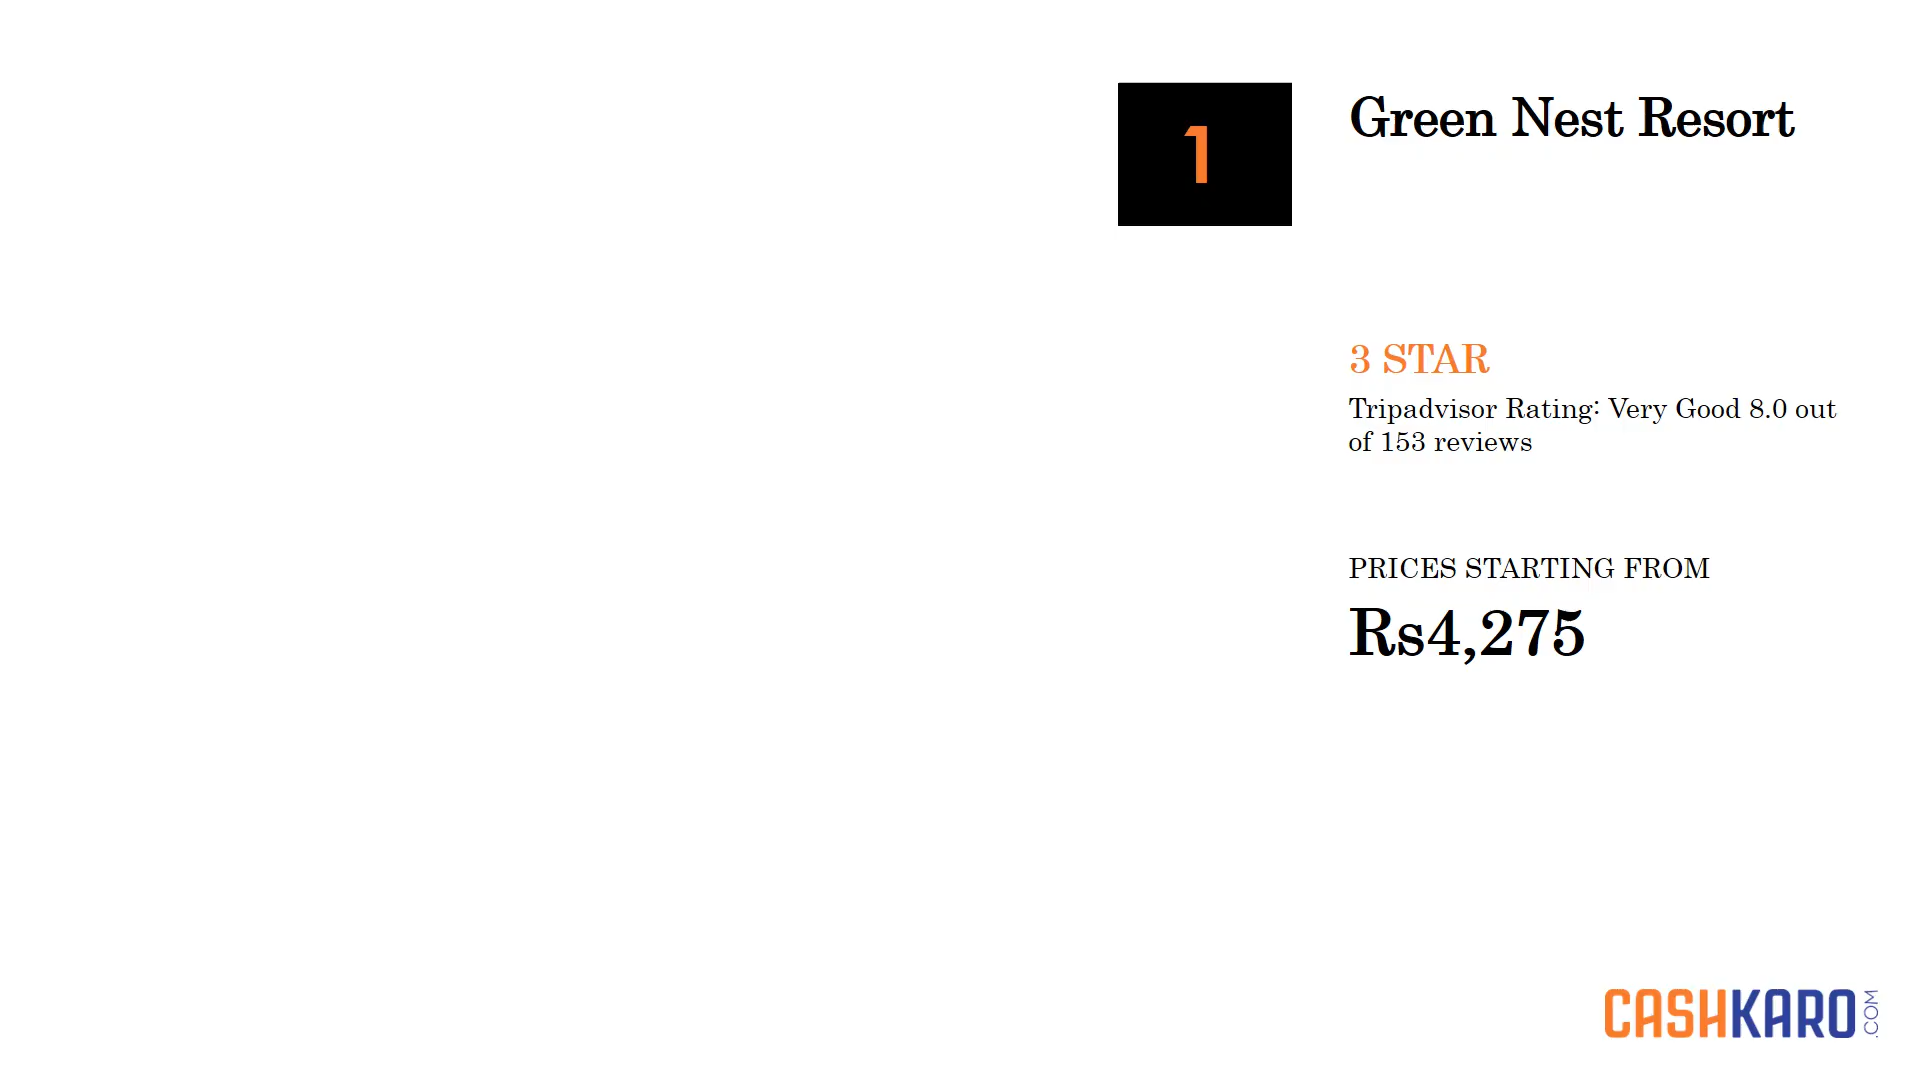 1
Green Nest Resort
3 STAR
Tripadvisor Rating: Very Good 8.0 out
of 153 reviews
PRICES STARTING FROM
Rs4,275
CASHKARO.COM